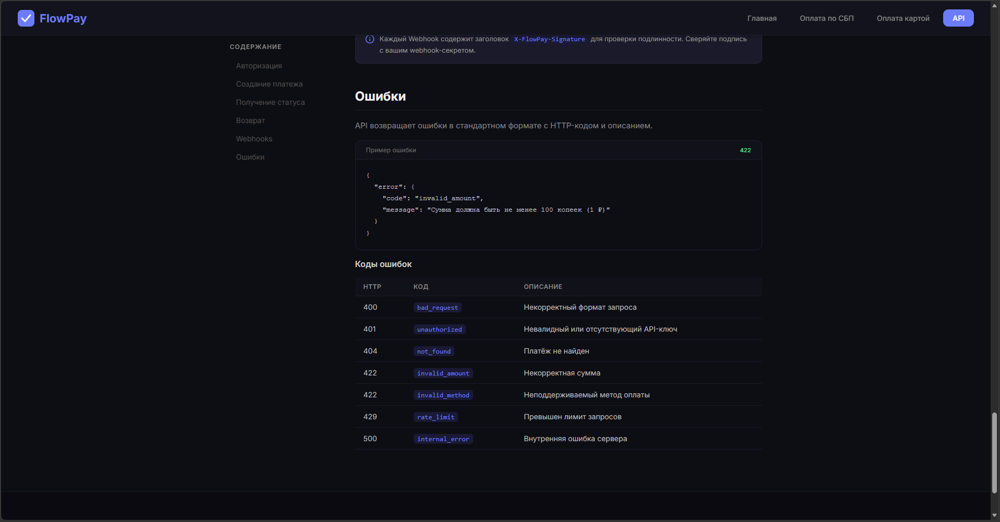 FlowPay
Главная
Оплата по СБП
Оплата картой
API
СОДЕРЖАНИЕ
Авторизация
Создание платежа
Получение статуса
Возврат
Webhooks
Ошибки
Каждый Webhook содержит заголовок X-FlowPay-Signature для проверки подлинности. Сверяйте подпись
с вашим webhook-секретом.
Ошибки
API возвращает ошибки в стандартном формате с HTTP-кодом и описанием.
Пример ошибки 422
{
"error": {
"code": "invalid_amount",
"message": "Сумма должна быть не менее 100 копеек (1 ₽)"
}
}
Коды ошибок
HTTP КОД ОПИСАНИЕ
400 bad_request Некорректный формат запроса
401 unauthorized Невалидный или отсутствующий API-ключ
404 not_found Платёж не найден
422 invalid_amount Некорректная сумма
422 invalid_method Неподдерживаемый метод оплаты
429 rate_limit Превышен лимит запросов
500 internal_error Внутренняя ошибка сервера